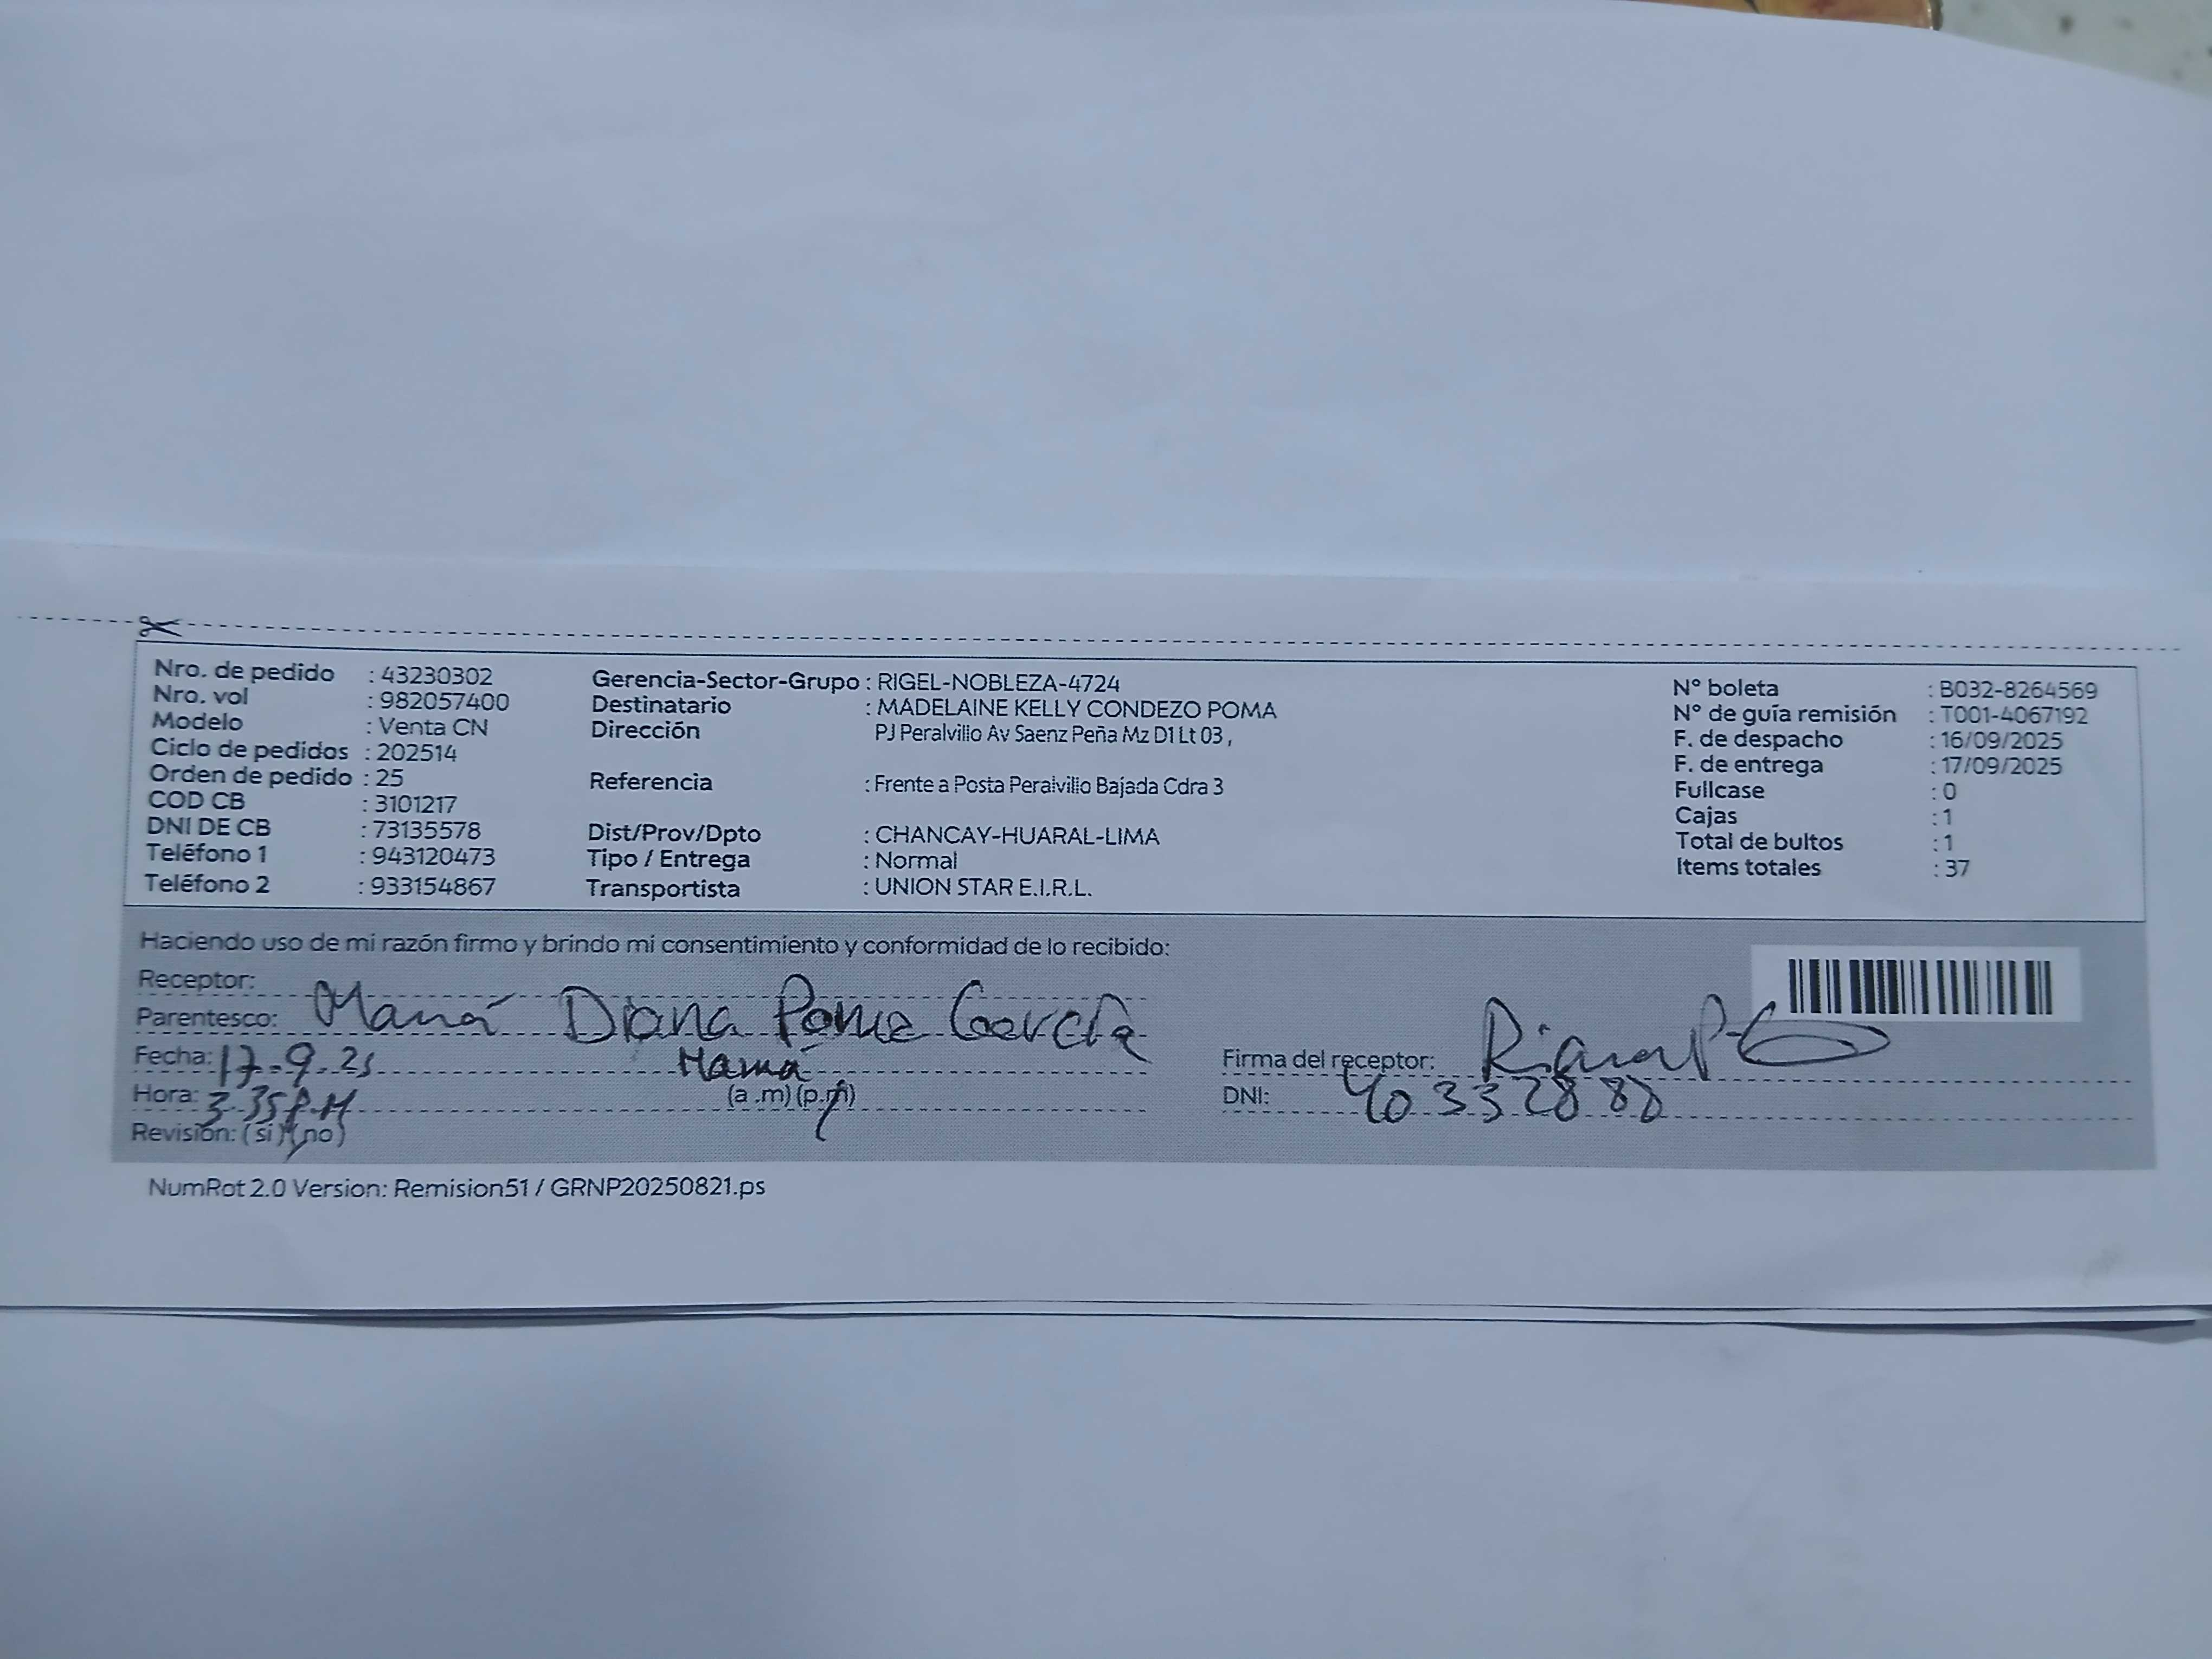 Nro. de pedido : 43230302
Nro. vol : 982057400
Modelo : Venta CN
Ciclo de pedidos : 202514
Orden de pedido : 25
COD CB : 3101217
DNI DE CB : 73135578
Teléfono 1 : 943120473
Teléfono 2 : 933154867
Gerencia-Sector-Grupo : RIGEL-NOBLEZA-4724
Destinatario : MADELAINE KELLY CONDEZO POMA
Dirección PJ Peralvillo Av Saenz Peña Mz D1 Lt 03 ,
Referencia : Frente a Posta Peralvillo Bajada Cdra 3
Dist/Prov/Dpto : CHANCAY-HUARAL-LIMA
Tipo / Entrega : Normal
Transportista : UNION STAR E.I.R.L.
N° boleta : B032-8264569
N° de guía remisión : T001-4067192
F. de despacho : 16/09/2025
F. de entrega : 17/09/2025
Fullcase : 0
Cajas : 1
Total de bultos : 1
Items totales : 37
Haciendo uso de mi razón firmo y brindo mi consentimiento y conformidad de lo recibido:
Receptor:
Parentesco: Diana Poma García
Mamá
Fecha: 17-9-25
Hora: 3-35 P.M (a .m) (p.m)
Revisión: ( si ) ( no )
Firma del receptor:
DNI: 40332888
NumRot 2.0 Version: Remision51 / GRNP20250821.ps